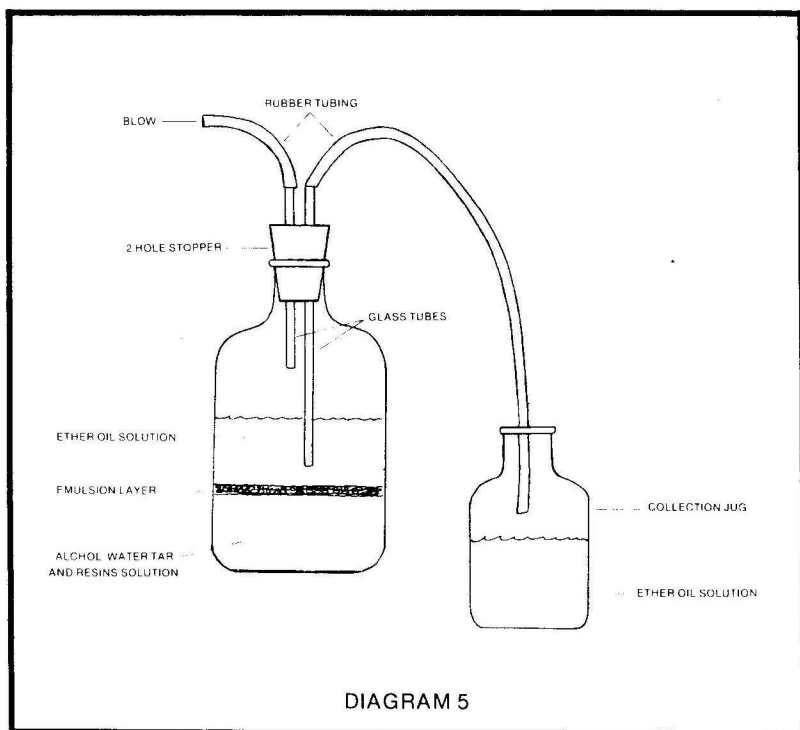 RUBBER TUBING
BLOW
2 HOLE STOPPER
GLASS TUBES
ETHER OIL SOLUTION
EMULSION LAYER
COLLECTION JUG
ALCHOL WATER TAR
AND RESINS SOLUTION
ETHER OIL SOLUTION
DIAGRAM 5